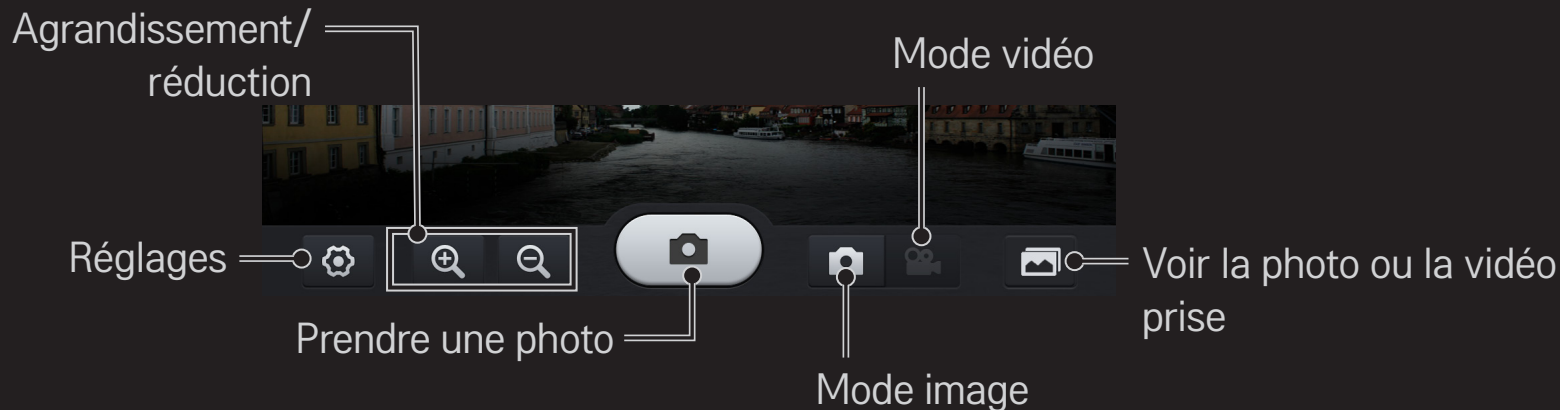 Agrandissement/
réduction
Mode vidéo
Réglages
Voir la photo ou la vidéo
prise
Prendre une photo
Mode image